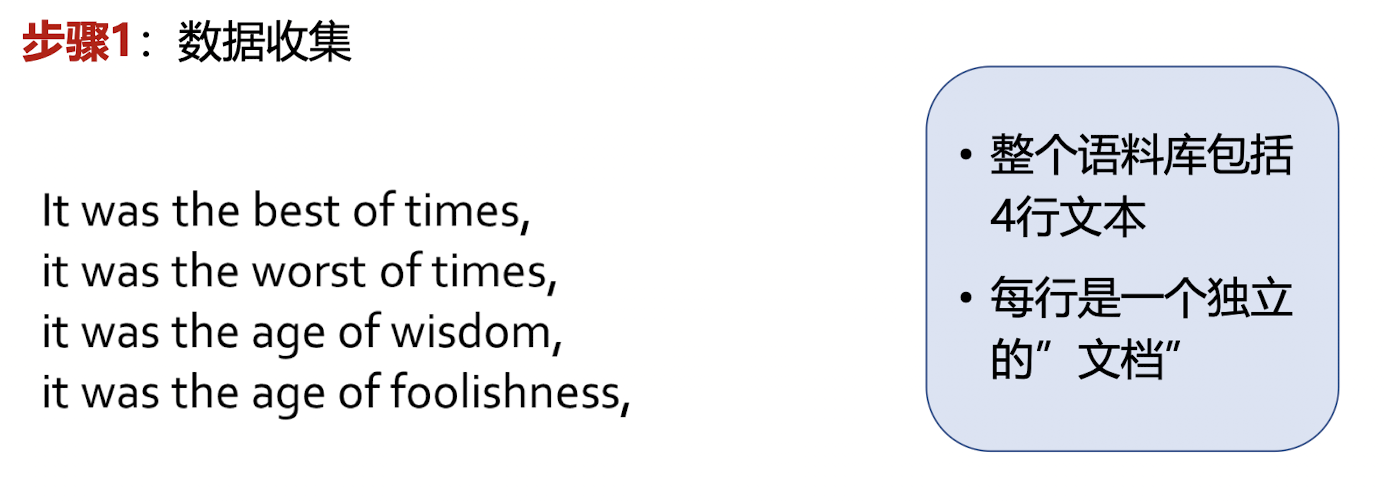 步骤1：数据收集
It was the best of times,
it was the worst of times,
it was the age of wisdom,
it was the age of foolishness,
• 整个语料库包括
4行文本
• 每行是一个独立
的”文档”